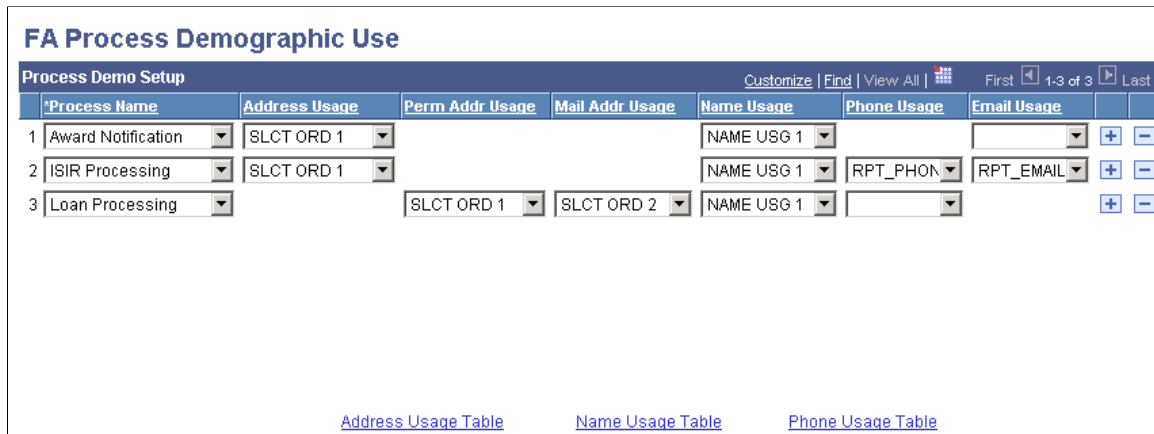 FA Process Demographic Use
Process Demo Setup Customize | Find | View All | First 1-3 of 3 Last
*Process Name Address Usage Perm Addr Usage Mail Addr Usage Name Usage Phone Usage Email Usage
1 Award Notification SLCT ORD 1 NAME USG 1
2 ISIR Processing SLCT ORD 1 NAME USG 1 RPT_PHON RPT_EMAIL
3 Loan Processing SLCT ORD 1 SLCT ORD 2 NAME USG 1
Address Usage Table Name Usage Table Phone Usage Table